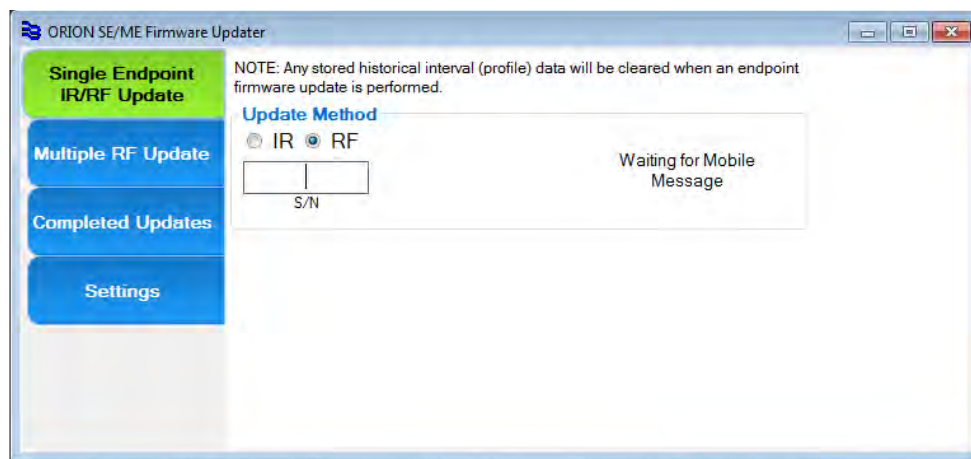 ORION SE/ME Firmware Updater
Single Endpoint
IR/RF Update
Multiple RF Update
Completed Updates
Settings
NOTE: Any stored historical interval (profile) data will be cleared when an endpoint
firmware update is performed.
Update Method
IR RF
S/N
Waiting for Mobile
Message